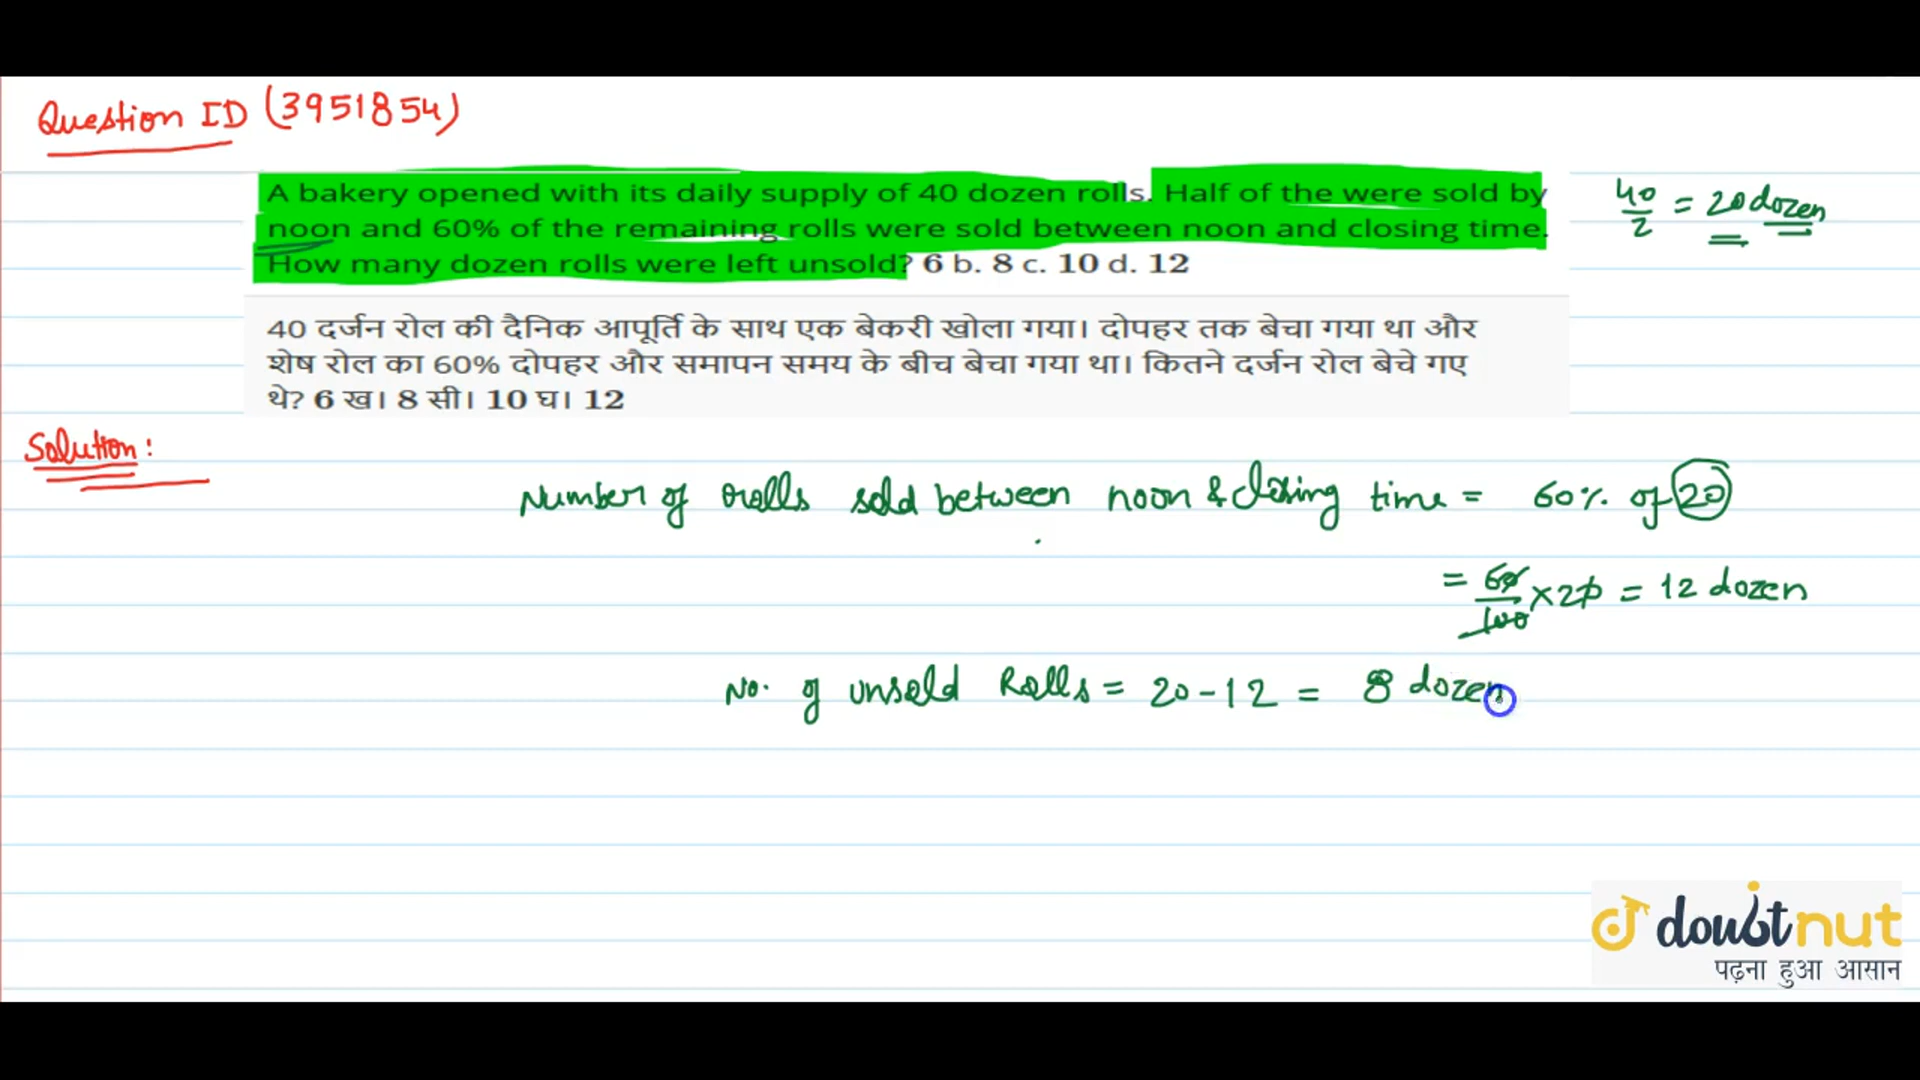 Question ID (3951854)
A bakery opened with its daily supply of 40 dozen rolls. Half of the were sold by
noon and 60% of the remaining rolls were sold between noon and closing time.
How many dozen rolls were left unsold? 6 b. 8 c. 10 d. 12
40/2 = 20 dozen
40 दर्जन रोल की दैनिक आपूर्ति के साथ एक बेकरी खोला गया। दोपहर तक बेचा गया था और
शेष रोल का 60% दोपहर और समापन समय के बीच बेचा गया था। कितने दर्जन रोल बेचे गए
थे? 6 ख। 8 सी। 10 घ। 12
Solution:
Number of rolls sold between noon & closing time = 60% of 20
= 60/100 × 20 = 12 dozen
No. of unsold Rolls = 20 - 12 = 8 dozen
doubtnut
पढ़ना हुआ आसान